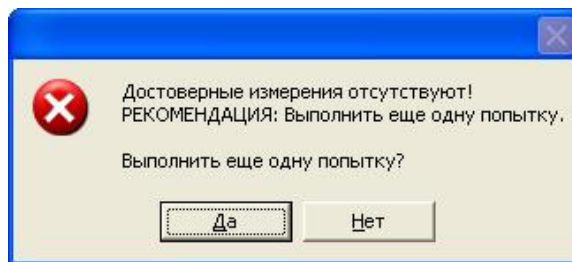 Достоверные измерения отсутствуют!
РЕКОМЕНДАЦИЯ: Выполнить еще одну попытку.
Выполнить еще одну попытку?
Да
Нет